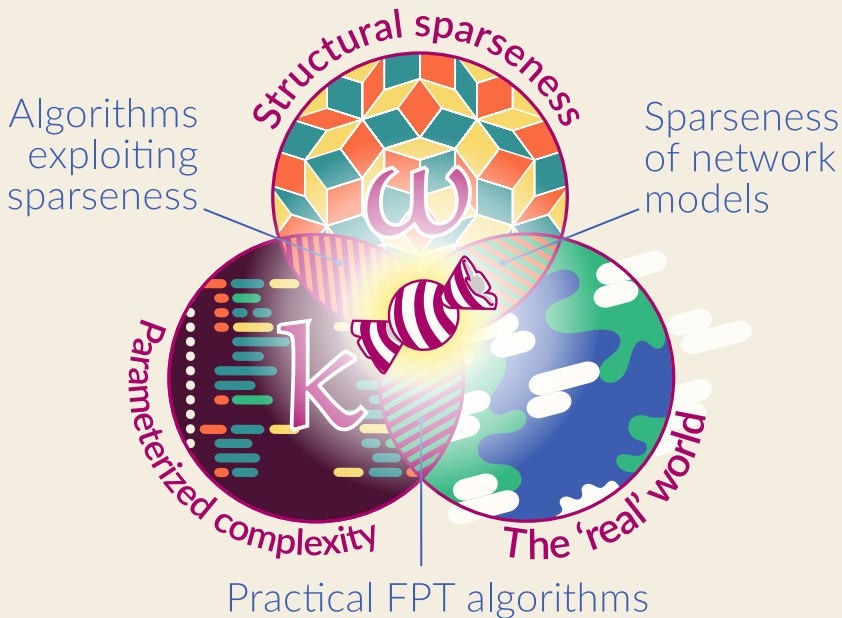 Structural sparseness
Algorithms
exploiting
sparseness
Sparseness
of network
models
ω
k
Parameterized complexity
The ‘real’ world
Practical FPT algorithms